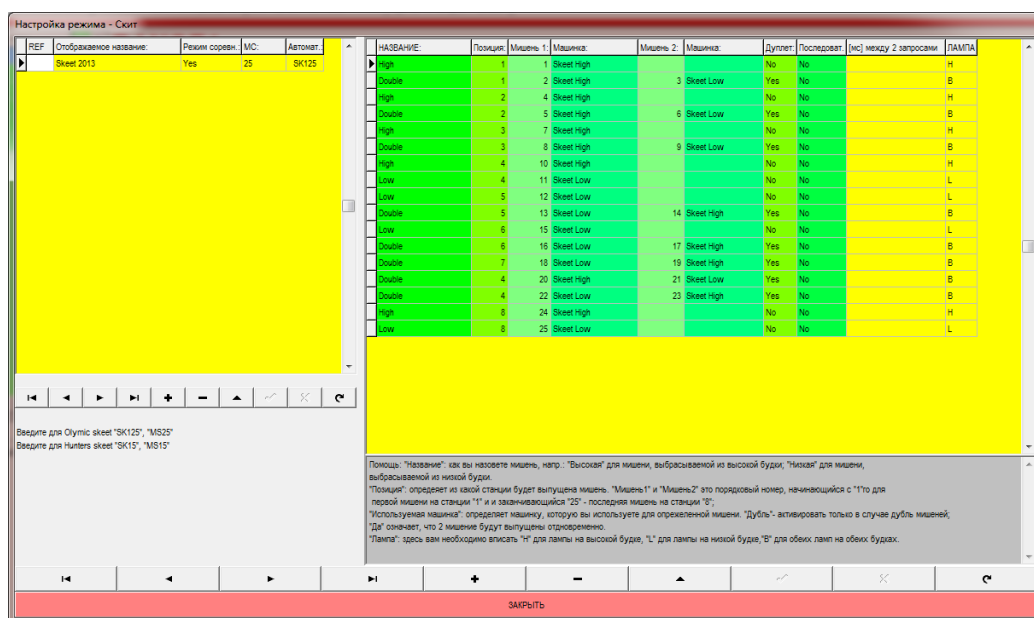 Настройка режима - Скит
REF Отображаемое название: Режим соревн.: МС: Автомат.:
Skeet 2013 Yes 25 SK125
НАЗВАНИЕ: Позиция: Мишень 1: Машинка: Мишень 2: Машинка: Дуплет: Последоват. [мс] между 2 запросами ЛАМПА
High 1 1 Skeet High No No H
Double 1 2 Skeet High 3 Skeet Low Yes No B
High 2 4 Skeet High No No H
Double 2 5 Skeet High 6 Skeet Low Yes No B
High 3 7 Skeet High No No H
Double 3 8 Skeet High 9 Skeet Low Yes No B
High 4 10 Skeet High No No H
Low 4 11 Skeet Low No No L
Low 5 12 Skeet Low No No L
Double 5 13 Skeet Low 14 Skeet High Yes No B
Low 6 15 Skeet Low No No L
Double 6 16 Skeet Low 17 Skeet High Yes No B
Double 7 18 Skeet Low 19 Skeet High Yes No B
Double 4 20 Skeet High 21 Skeet Low Yes No B
Double 4 22 Skeet Low 23 Skeet High Yes No B
High 8 24 Skeet High No No H
Low 8 25 Skeet Low No No L
Введите для Olymic skeet "SK125", "MS25"
Введите для Hunters skeet "SK15", "MS15"
Помощь: "Название": как вы назовете мишень, напр.: "Высокая" для мишени, выбрасываемой из высокой будки; "Низкая" для мишени,
выбрасываемой из низкой будки.
"Позиция": определяет из какой станции будет выпущена мишень. "Мишень1" и "Мишень2" это порядковый номер, начинающийся с "1"го для
первой мишени на станции "1" и и заканчивающийся "25" - последняя мишень на станции "8";
"Используемая машинка": определяет машинку, которую вы используете для опрежеленной мишени. "Дубль"- активировать только в случае дубль мишеней;
"Да" означает, что 2 мишение будут выпущены отдновременно.
"Лампа": здесь вам необходимо вписать "H" для лампы на высокой будке, "L" для лампы на низкой будке,"B" для обеих ламп на обеих будках.
ЗАКРЫТЬ